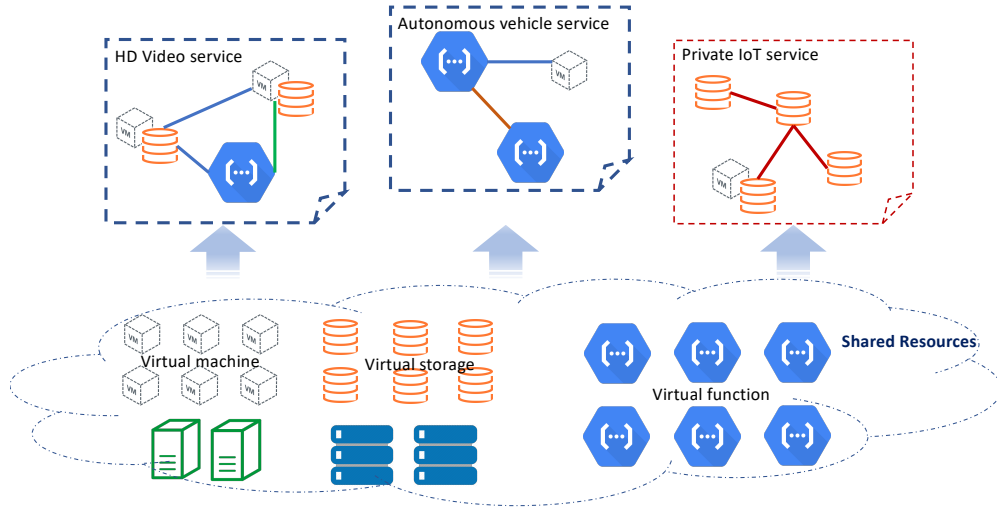 Autonomous vehicle service
HD Video service
Private IoT service
VM
VM
VM
VM
VM
VM
VM
Shared Resources
Virtual machine
Virtual storage
VM
VM
VM
Virtual function